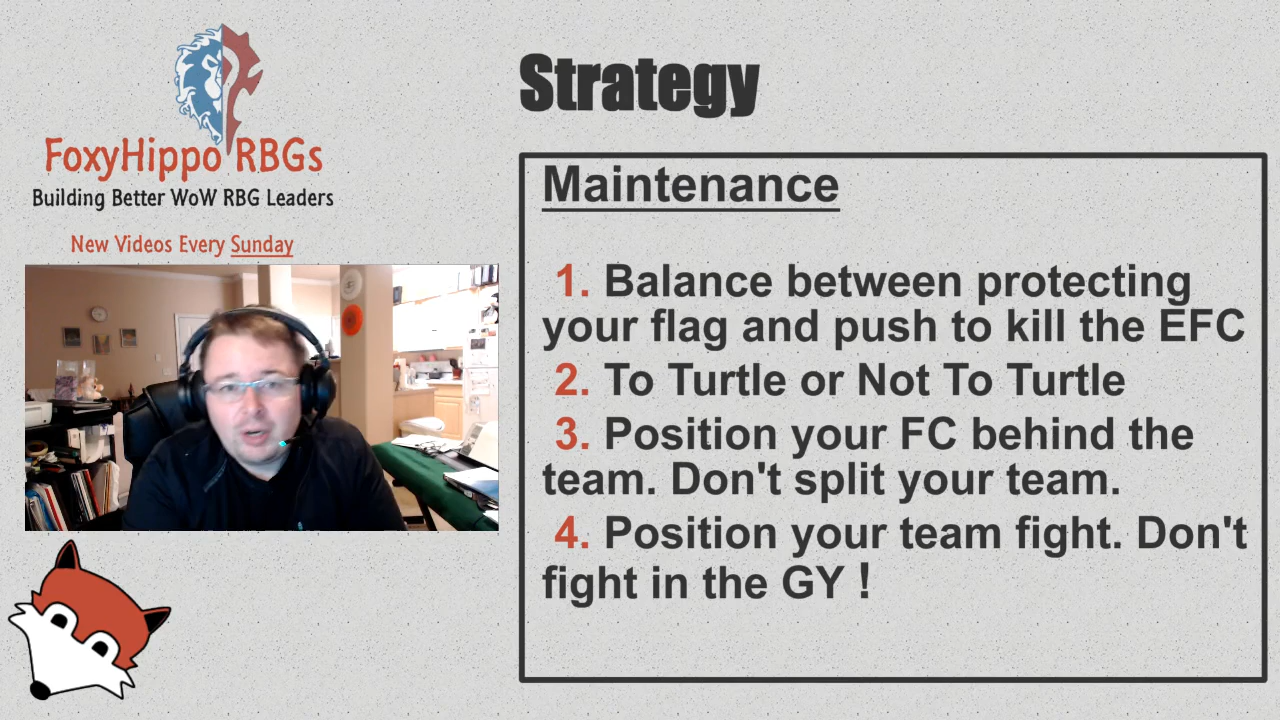 FoxyHippo RBGs
Building Better WoW RBG Leaders
New Videos Every Sunday
Strategy
Maintenance
1. Balance between protecting
your flag and push to kill the EFC
2. To Turtle or Not To Turtle
3. Position your FC behind the
team. Don't split your team.
4. Position your team fight. Don't
fight in the GY !